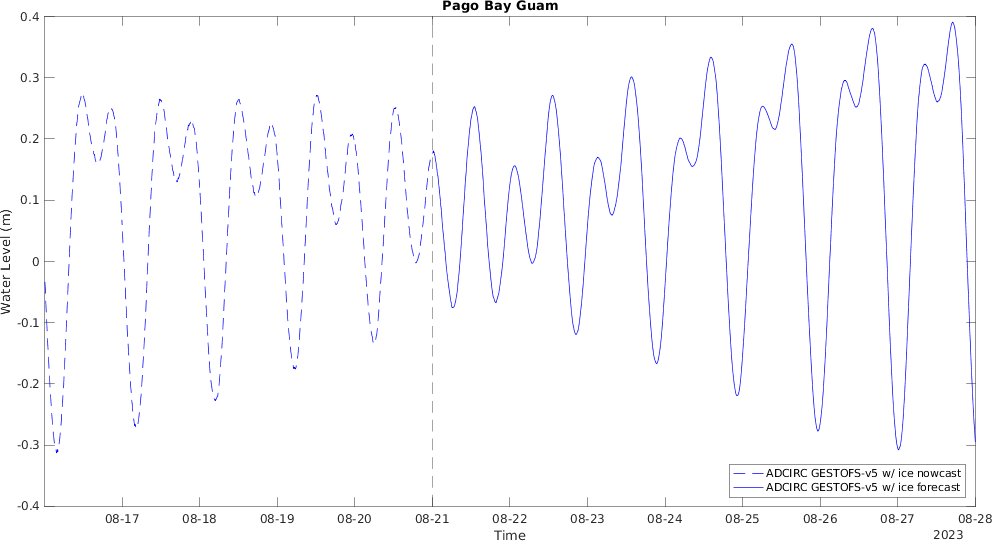 Pago Bay Guam
0.4
0.3
0.2
0.1
0
-0.1
-0.2
-0.3
-0.4
Water Level (m)
ADCIRC GESTOFS-v5 w/ ice nowcast
ADCIRC GESTOFS-v5 w/ ice forecast
08-17 08-18 08-19 08-20 08-21 08-22 08-23 08-24 08-25 08-26 08-27 08-28
Time
2023